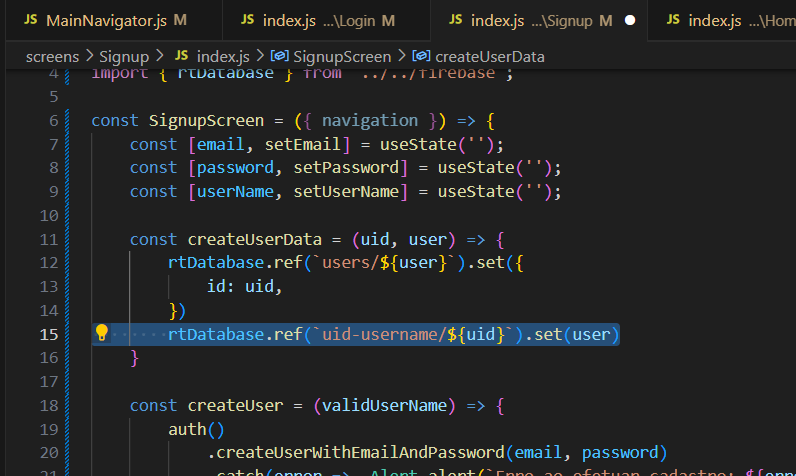 JS MainNavigator.js M JS index.js ...\Login M JS index.js ...\Signup M JS index.js ...\Hom
screens > Signup > JS index.js > SignupScreen > createUserData
4 import { rtDatabase } from '../../firebase';
5
6 const SignupScreen = ({ navigation }) => {
7 const [email, setEmail] = useState('');
8 const [password, setPassword] = useState('');
9 const [userName, setUserName] = useState('');
10
11 const createUserData = (uid, user) => {
12 rtDatabase.ref(`users/${user}`).set({
13 id: uid,
14 })
15 rtDatabase.ref(`uid-username/${uid}`).set(user)
16 }
17
18 const createUser = (validUserName) => {
19 auth()
20 .createUserWithEmailAndPassword(email, password)
21 .catch(error => Alert.alert(`Erro ao efetuar cadastro: ${erro